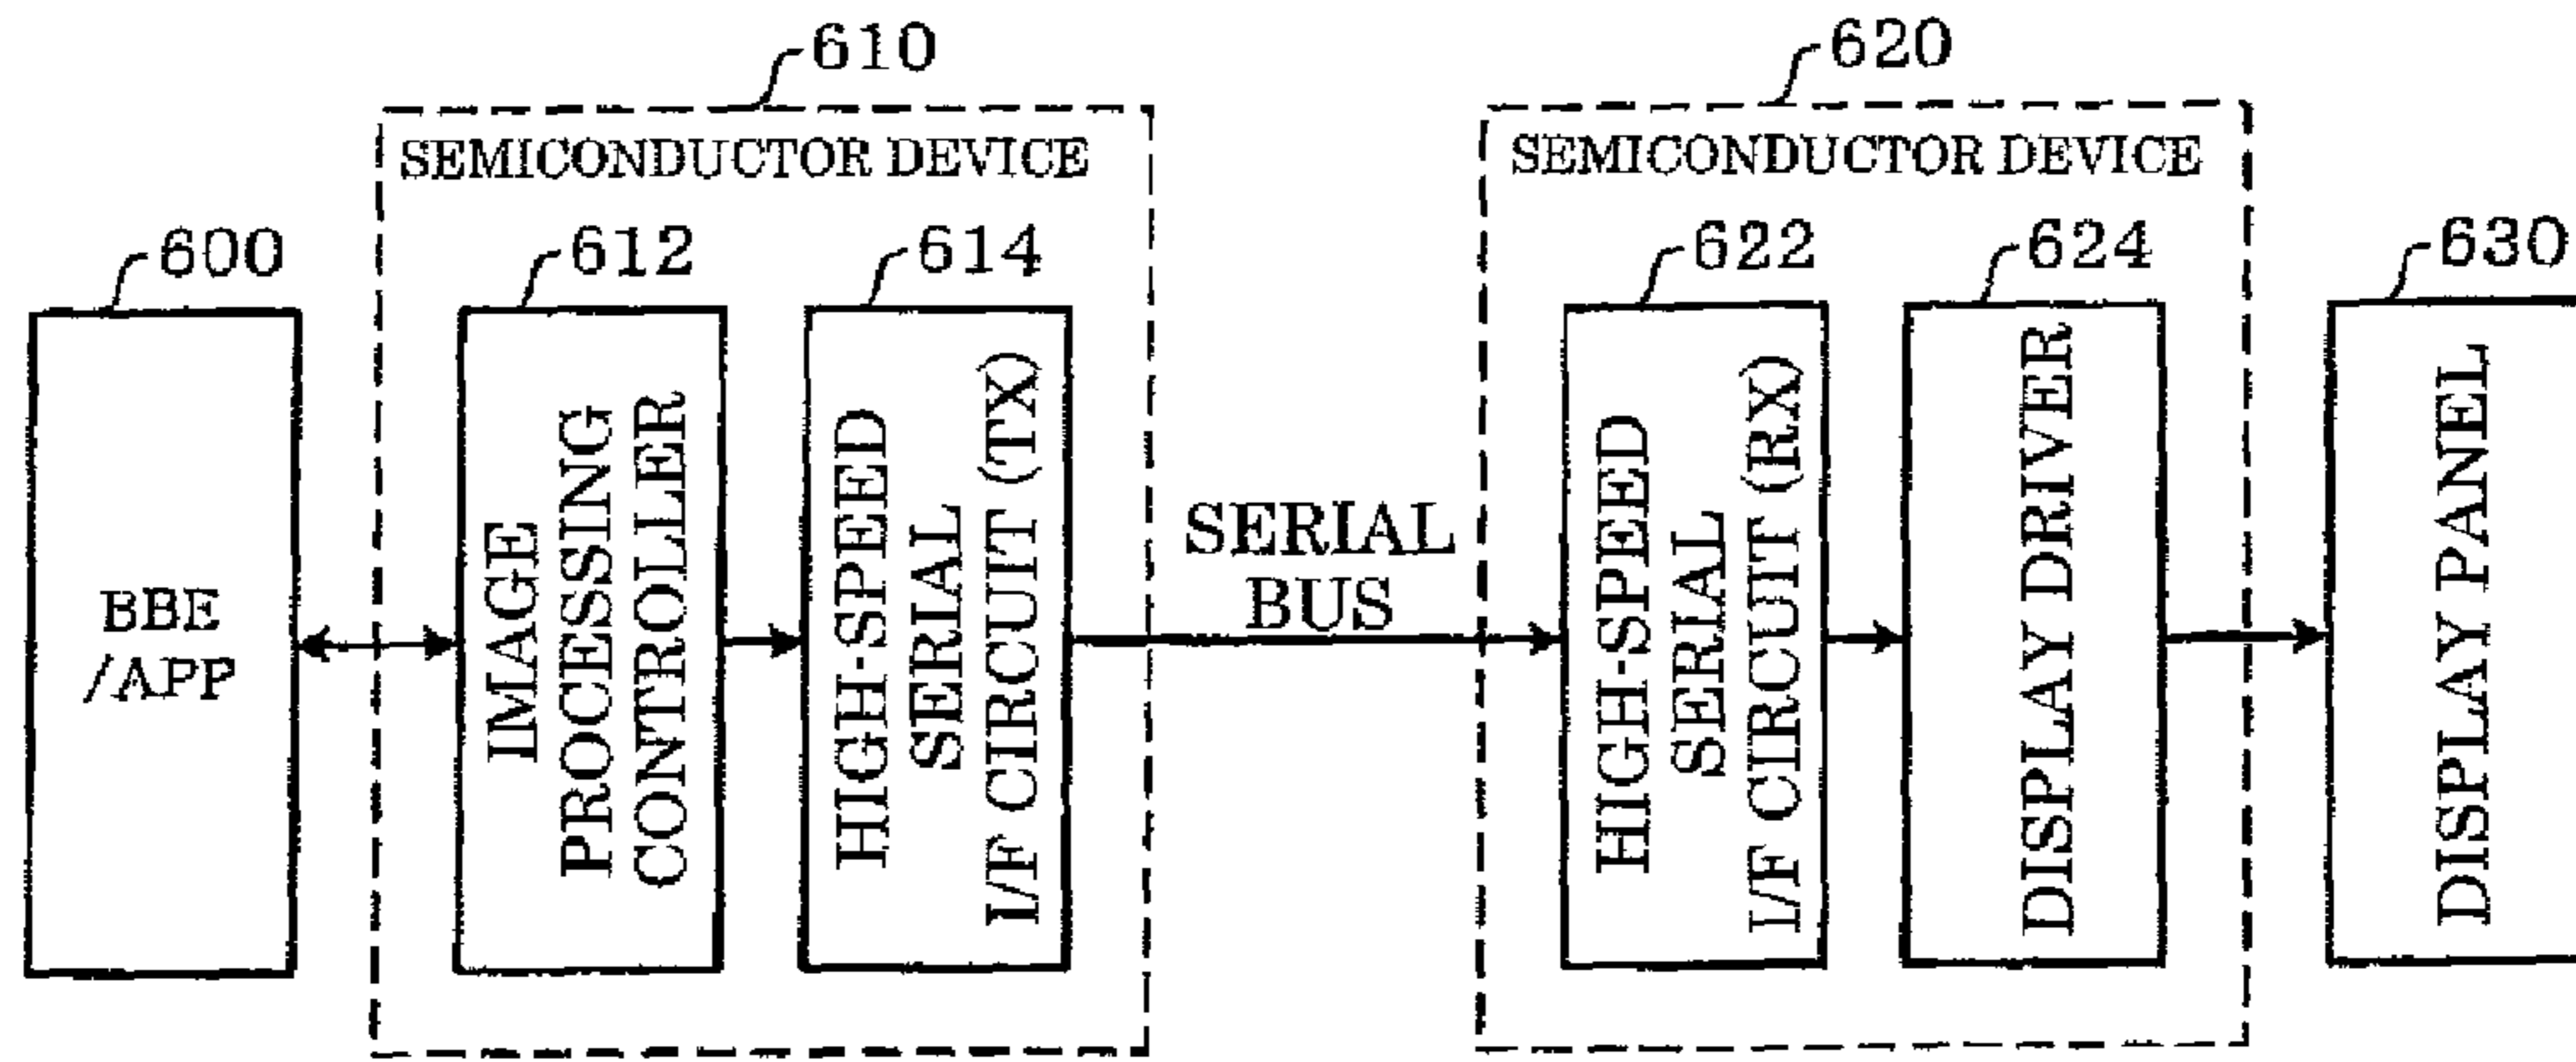 610
620
SEMICONDUCTOR DEVICE
SEMICONDUCTOR DEVICE
600
612
614
622
624
630
BBE
/APP
IMAGE
PROCESSING
CONTROLLER
HIGH-SPEED
SERIAL
I/F CIRCUIT (TX)
SERIAL
BUS
HIGH-SPEED
SERIAL
I/F CIRCUIT (RX)
DISPLAY DRIVER
DISPLAY PANEL